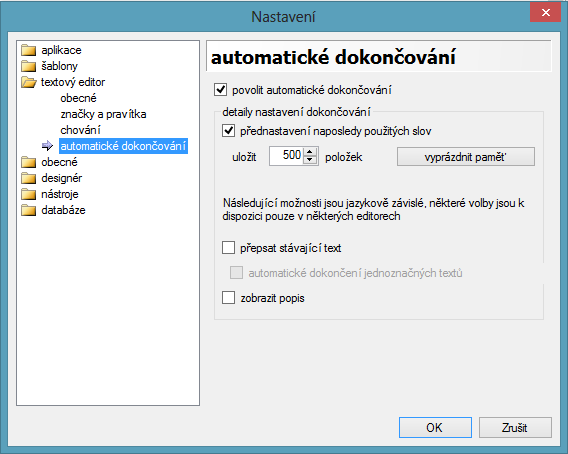 Nastavení
aplikace
šablony
textový editor
obecné
značky a pravítka
chování
automatické dokončování
obecné
designér
nástroje
databáze
automatické dokončování
povolit automatické dokončování
detaily nastavení dokončování
přednastavení naposledy použitých slov
uložit 500 položek vyprázdnit paměť
Následující možnosti jsou jazykově závislé, některé volby jsou k
dispozici pouze v některých editorech
přepsat stávající text
automatické dokončení jednoznačných textů
zobrazit popis
OK Zrušit